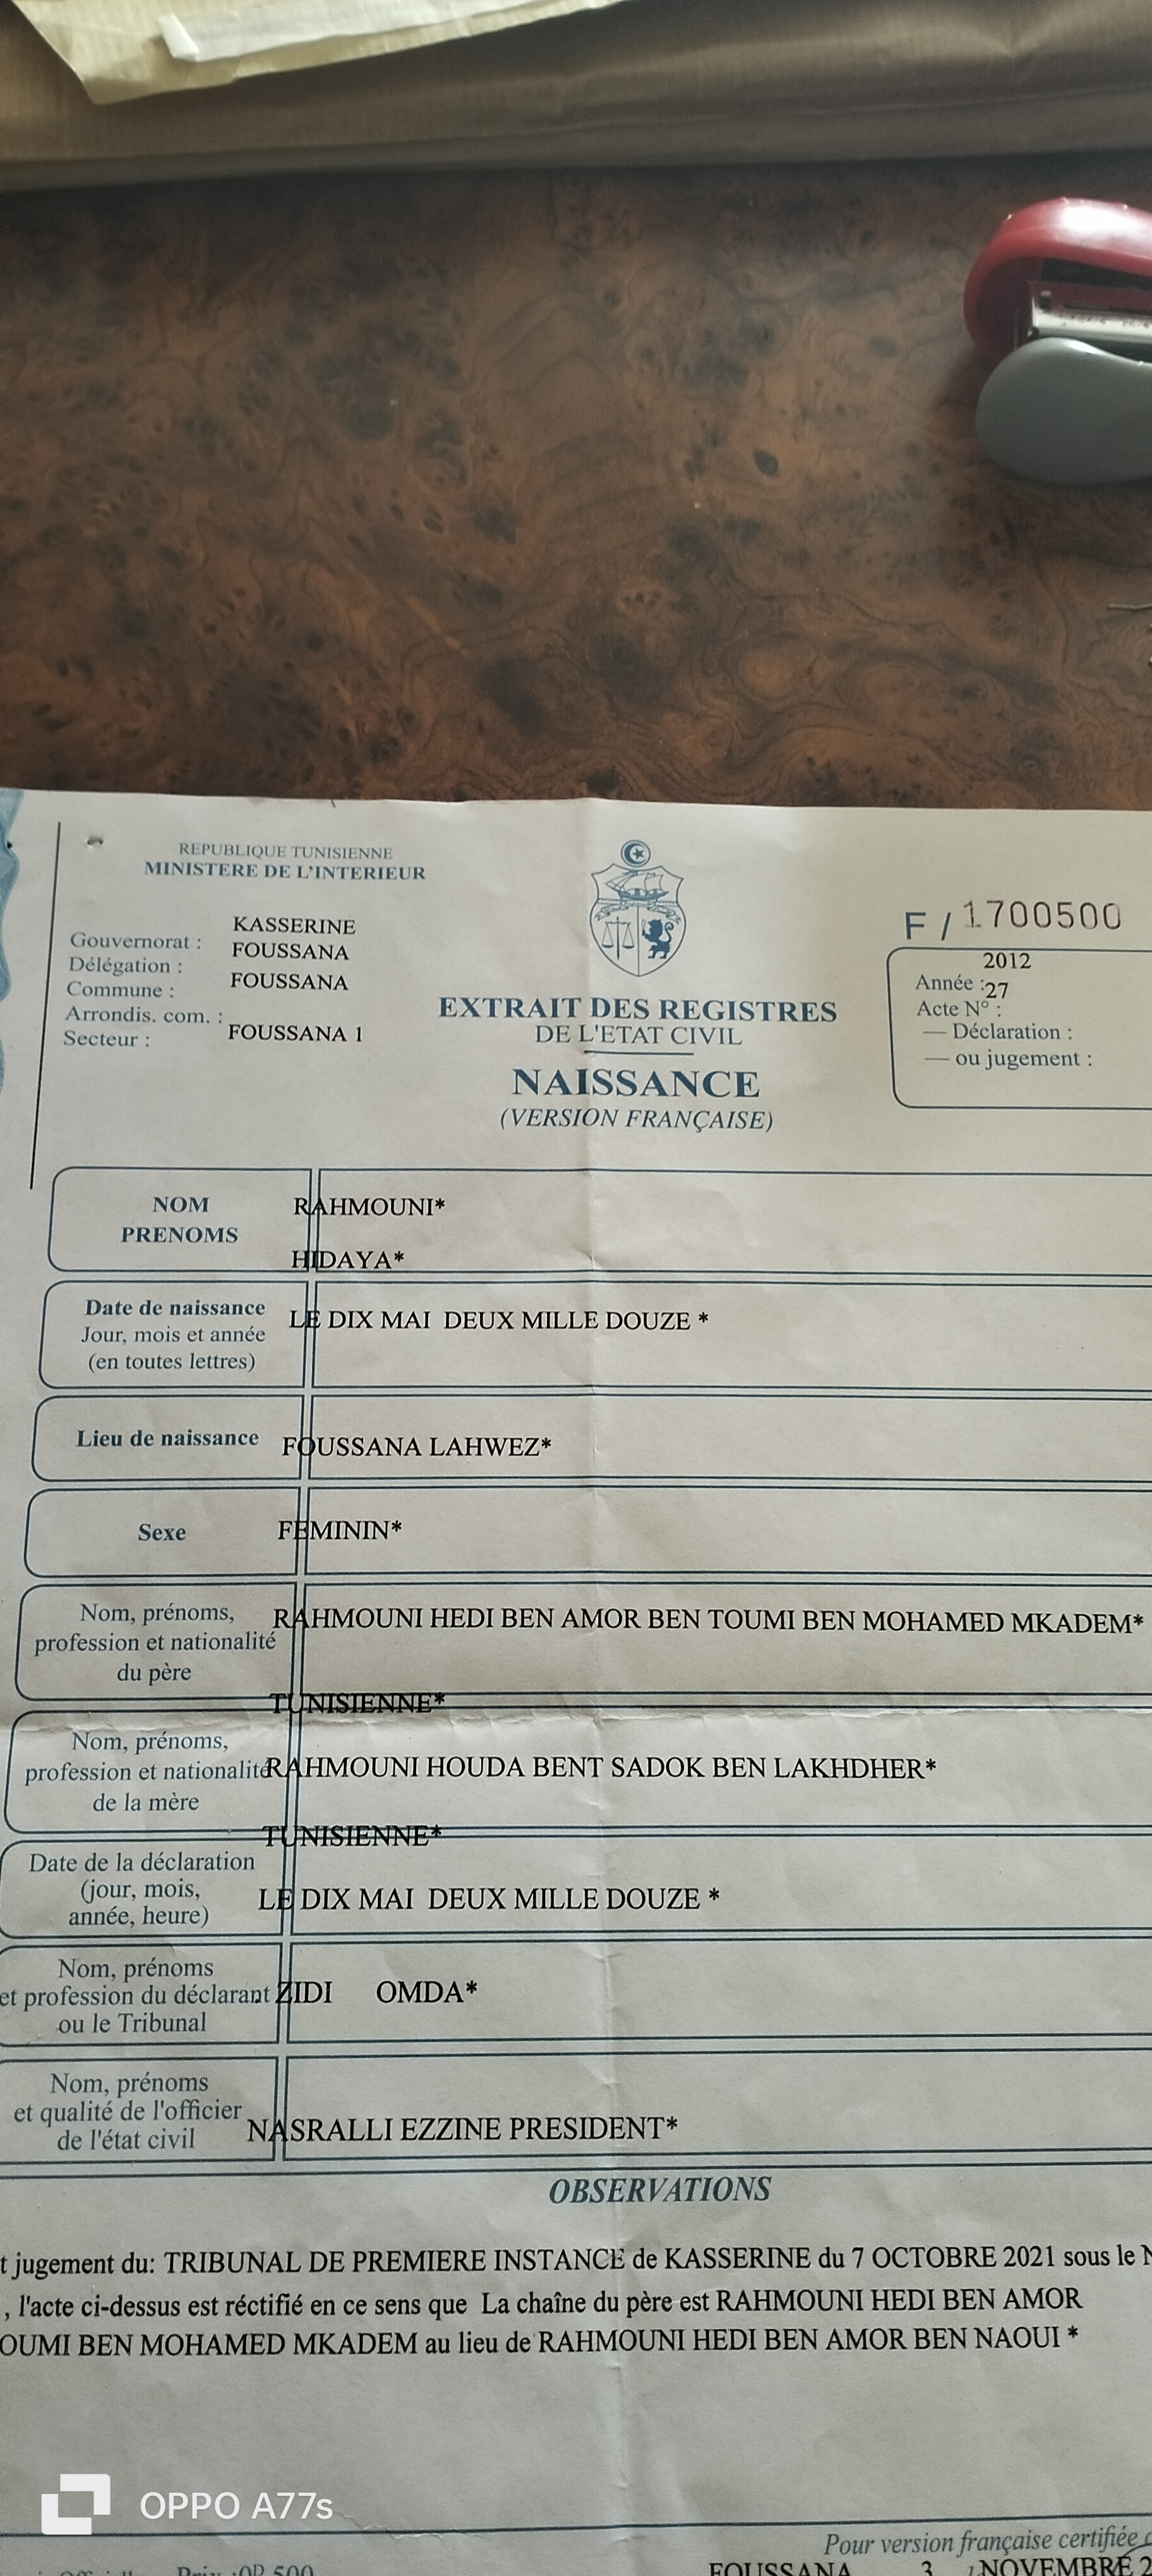 REPUBLIQUE TUNISIENNE
MINISTERE DE L'INTERIEUR
Gouvernorat : KASSERINE
Délégation : FOUSSANA
Commune : FOUSSANA
Arrondis. com. :
Secteur : FOUSSANA 1
EXTRAIT DES REGISTRES
DE L'ETAT CIVIL
NAISSANCE
(VERSION FRANÇAISE)
F / 1700500
Année : 2012
Acte N° : 27
— Déclaration :
— ou jugement :
NOM RAHMOUNI*
PRENOMS HIDAYA*
Date de naissance
Jour, mois et année
(en toutes lettres)
LE DIX MAI DEUX MILLE DOUZE *
Lieu de naissance FOUSSANA LAHWEZ*
Sexe FEMININ*
Nom, prénoms,
profession et nationalité
du père
RAHMOUNI HEDI BEN AMOR BEN TOUMI BEN MOHAMED MKADEM*
TUNISIENNE*
Nom, prénoms,
profession et nationalité
de la mère
RAHMOUNI HOUDA BENT SADOK BEN LAKHDHER*
TUNISIENNE*
Date de la déclaration
(jour, mois,
année, heure)
LE DIX MAI DEUX MILLE DOUZE *
Nom, prénoms
et profession du déclarant
ou le Tribunal
ZIDI OMDA*
Nom, prénoms
et qualité de l'officier
de l'état civil
NASRALLI EZZINE PRESIDENT*
OBSERVATIONS
t jugement du: TRIBUNAL DE PREMIERE INSTANCE de KASSERINE du 7 OCTOBRE 2021 sous le N
, l'acte ci-dessus est réctifié en ce sens que La chaîne du père est RAHMOUNI HEDI BEN AMOR
OUMI BEN MOHAMED MKADEM au lieu de RAHMOUNI HEDI BEN AMOR BEN NAOUI *
OPPO A77s
Pour version française certifiée
Prix :0D 500
FOUSSANA 3 NOVEMBRE 2